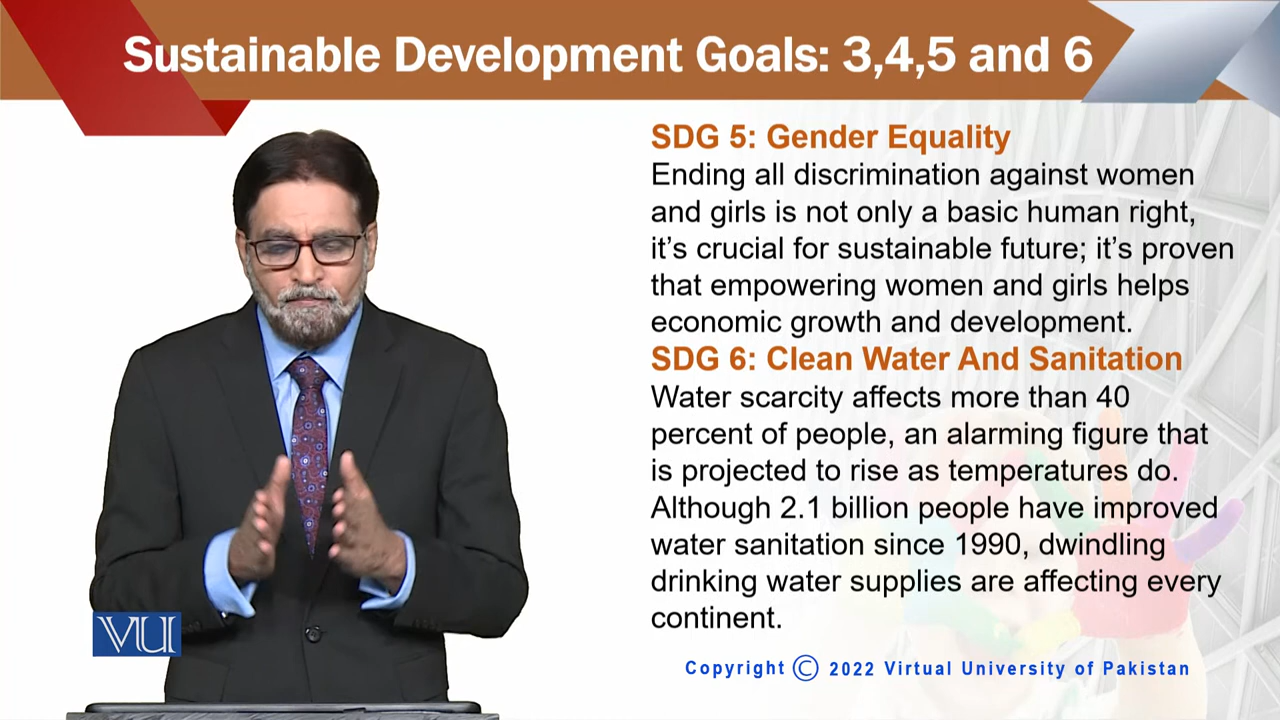 Sustainable Development Goals: 3,4,5 and 6
SDG 5: Gender Equality
Ending all discrimination against women
and girls is not only a basic human right,
it’s crucial for sustainable future; it’s proven
that empowering women and girls helps
economic growth and development.
SDG 6: Clean Water And Sanitation
Water scarcity affects more than 40
percent of people, an alarming figure that
is projected to rise as temperatures do.
Although 2.1 billion people have improved
water sanitation since 1990, dwindling
drinking water supplies are affecting every
continent.
VU
Copyright © 2022 Virtual University of Pakistan